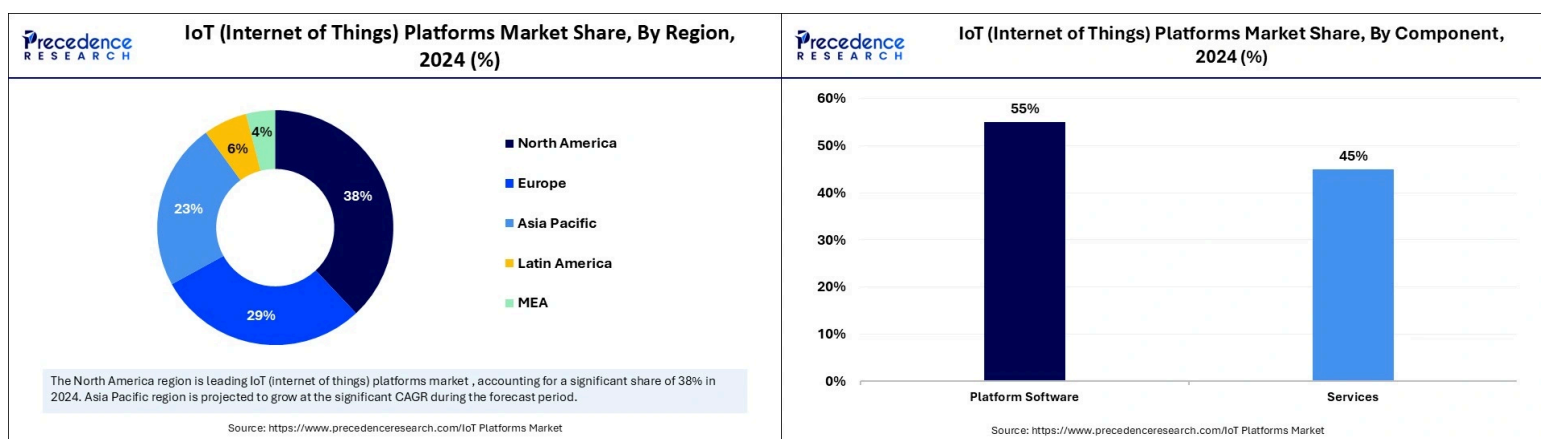 Precedence
RESEARCH
IoT (Internet of Things) Platforms Market Share, By Region,
2024 (%)
38%
29%
23%
6%
4%
North America
Europe
Asia Pacific
Latin America
MEA
The North America region is leading IoT (internet of things) platforms market , accounting for a significant share of 38% in
2024. Asia Pacific region is projected to grow at the significant CAGR during the forecast period.
Source: https://www.precedenceresearch.com/IoT Platforms Market
Precedence
RESEARCH
IoT (Internet of Things) Platforms Market Share, By Component,
2024 (%)
60%
50%
40%
30%
20%
10%
0%
55%
45%
Platform Software
Services
Source: https://www.precedenceresearch.com/IoT Platforms Market